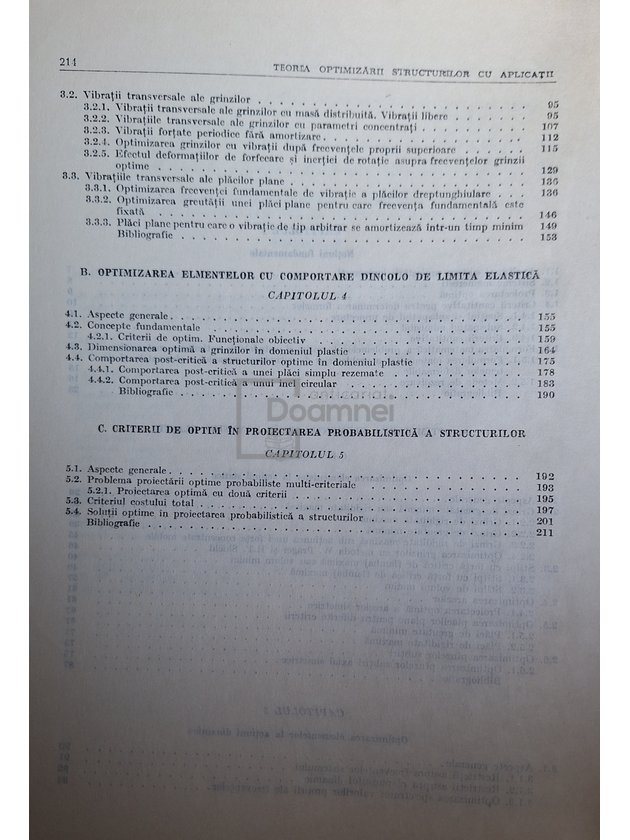 214
TEORIA OPTIMIZĂRII STRUCTURILOR CU APLICAȚII
3.2. Vibrații transversale ale grinzilor . . . 95
3.2.1. Vibrații transversale ale grinzilor cu masă distribuită. Vibrații libere . . . 95
3.2.2. Vibrațiile transversale ale grinzilor cu parametri concentrați . . . 107
3.2.3. Vibrații forțate periodice fără amortizare . . . 112
3.2.4. Optimizarea grinzilor cu vibrații după frecvențele proprii superioare . . . 115
3.2.5. Efectul deformațiilor de forfecare și inerției de rotație asupra frecvențelor grinzii
optime . . . 129
3.3. Vibrațiile transversale ale plăcilor plane . . . 136
3.3.1. Optimizarea frecvenței fundamentale de vibrație a plăcilor dreptunghiulare . . . 136
3.3.2. Optimizarea greutății unei plăci plane pentru care frecvența fundamentală este
fixată . . . 146
3.3.3. Plăci plane pentru care o vibrație de tip arbitrar se amortizează într-un timp minim 149
Bibliografie . . . 153
B. OPTIMIZAREA ELMENTELOR CU COMPORTARE DINCOLO DE LIMITA ELASTICĂ
CAPITOLUL 4
4.1. Aspecte generale . . . 155
4.2. Concepte fundamentale . . . 155
4.2.1. Criterii de optim. Funcționale obiectiv . . . 159
4.3. Dimensionarea optimă a grinzilor în domeniul plastic . . . 164
4.4. Comportarea post-critică a structurilor optime în domeniul plastic . . . 175
4.4.1. Comportarea post-critică a unei plăci simplu rezemate . . . 178
4.4.2. Comportarea post-critică a unui inel circular . . . 183
Bibliografie . . . 190
anticariat
Doamnei
C. CRITERII DE OPTIM ÎN PROIECTAREA PROBABILISTICĂ A STRUCTURILOR
CAPITOLUL 5
5.1. Aspecte generale . . . 192
5.2. Problema proiectării optime probabiliste multi-criteriale . . . 193
5.2.1. Proiectarea optimă cu două criterii . . . 195
5.3. Criteriul costului total . . . 197
5.4. Soluții optime în proiectarea probabilistică a structurilor . . . 201
Bibliografie . . . 211